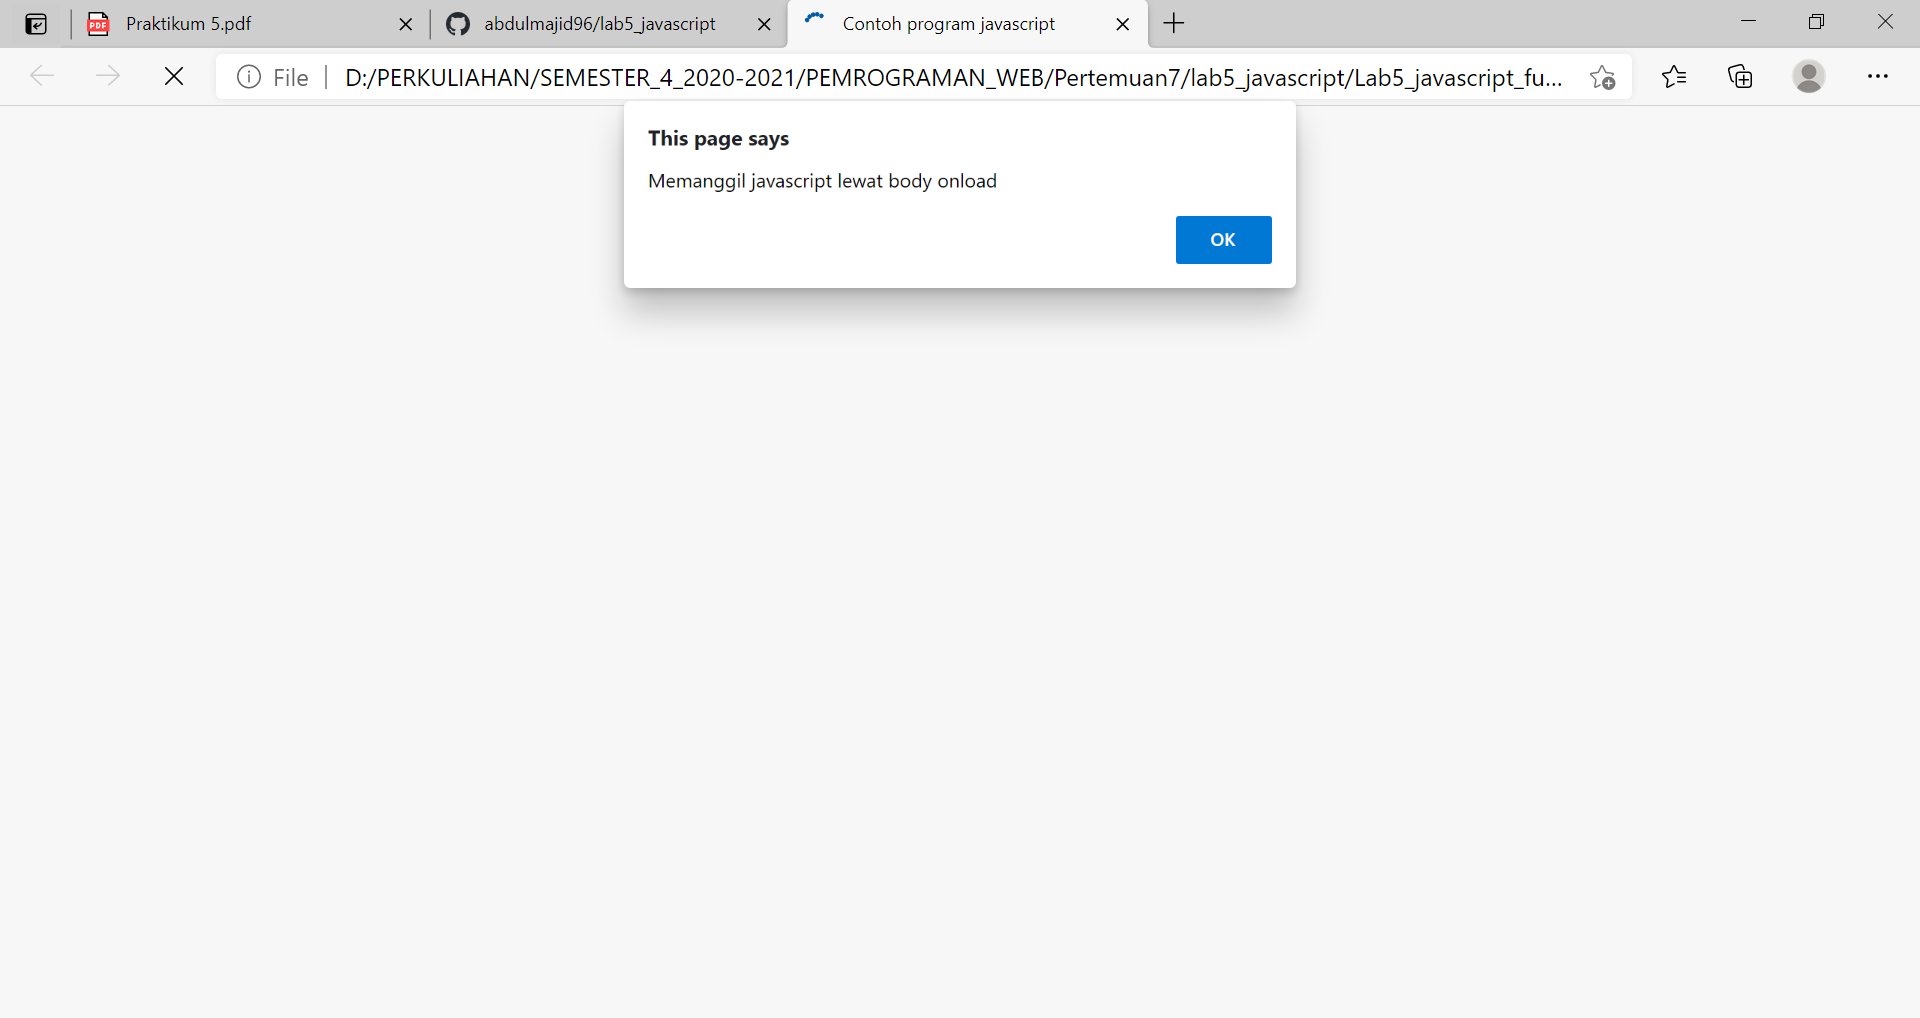 Praktikum 5.pdf
abdulmajid96/lab5_javascript
Contoh program javascript
File
D:/PERKULIAHAN/SEMESTER_4_2020-2021/PEMROGRAMAN_WEB/Pertemuan7/lab5_javascript/Lab5_javascript_fu...
This page says
Memanggil javascript lewat body onload
OK